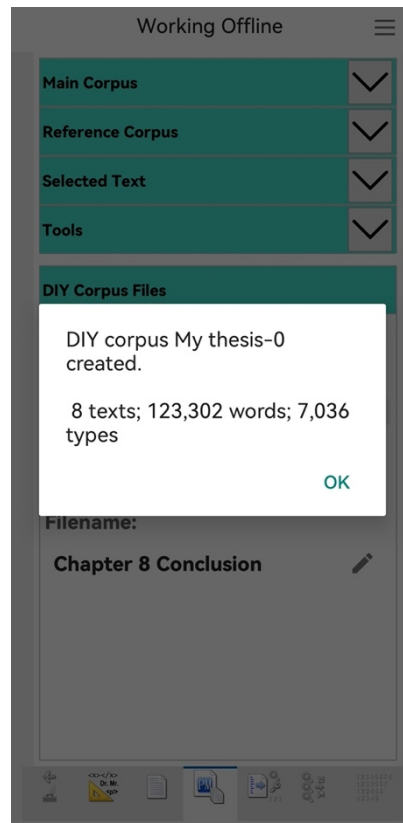 Working Offline
Main Corpus
Reference Corpus
Selected Text
Tools
DIY Corpus Files
DIY corpus My thesis-0
created.
8 texts; 123,302 words; 7,036
types
OK
Filename:
Chapter 8 Conclusion
<x></x>
Dr. Mr.
<p>